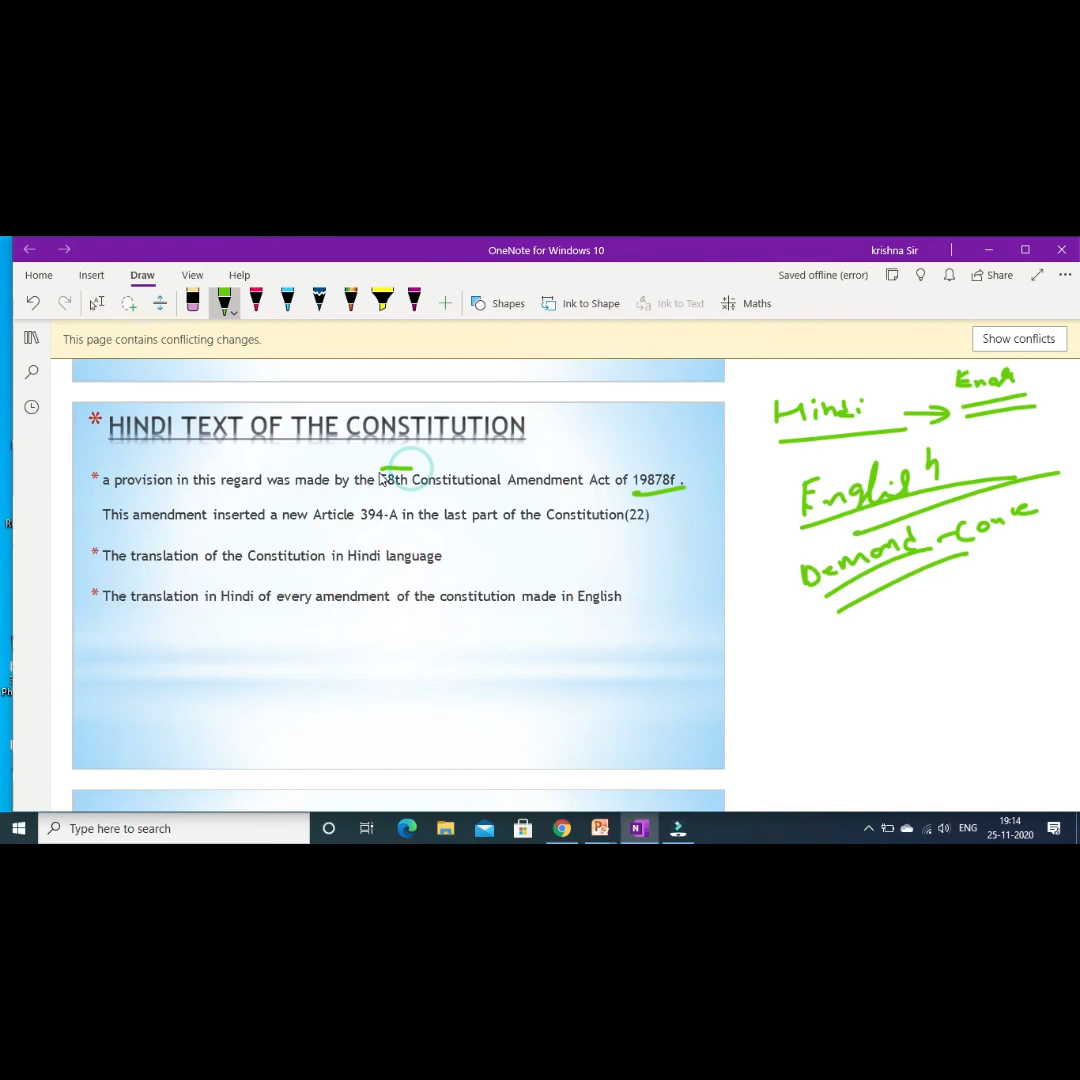 OneNote for Windows 10
krishna Sir
Home Insert Draw View Help
Saved offline (error)
Share
Shapes
Ink to Shape
Ink to Text
Maths
This page contains conflicting changes.
Show conflicts
* HINDI TEXT OF THE CONSTITUTION
* a provision in this regard was made by the 58th Constitutional Amendment Act of 19878f .
This amendment inserted a new Article 394-A in the last part of the Constitution(22)
* The translation of the Constitution in Hindi language
* The translation in Hindi of every amendment of the constitution made in English
Hindi →
English
Demand
Type here to search
ENG
19:14
25-11-2020